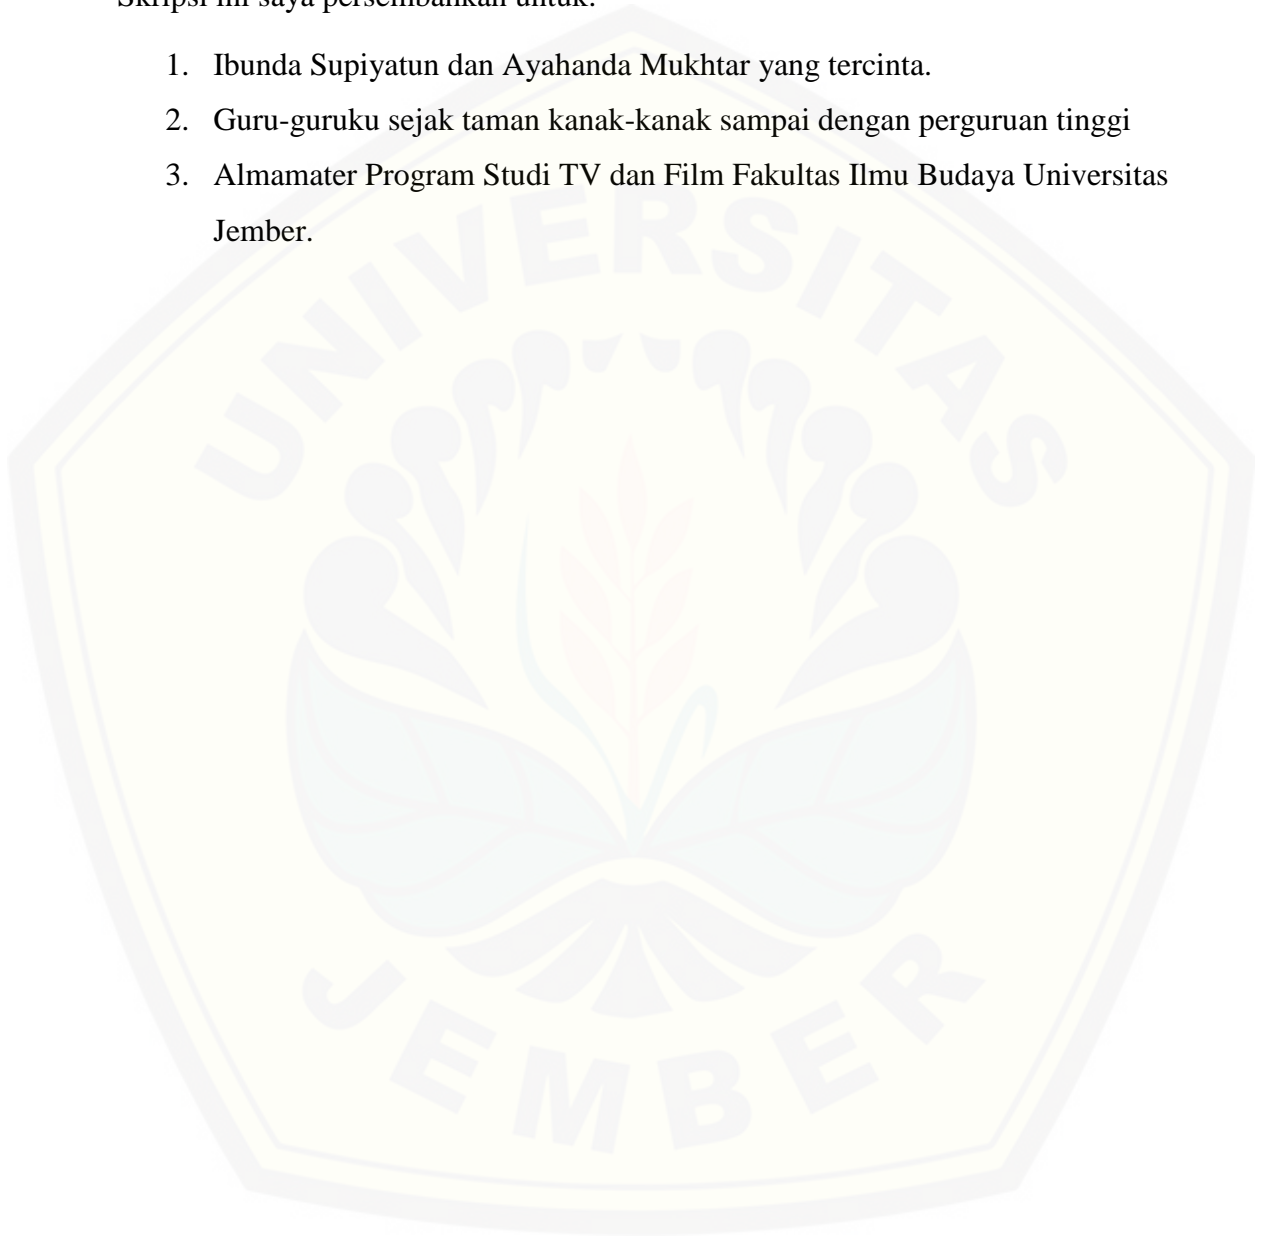 Skripsi ini saya persembahkan untuk:
1. Ibunda Supiyatun dan Ayahanda Mukhtar yang tercinta.
2. Guru-guruku sejak taman kanak-kanak sampai dengan perguruan tinggi
3. Almamater Program Studi TV dan Film Fakultas Ilmu Budaya Universitas
Jember.
UNIVERSITAS
JEMBER